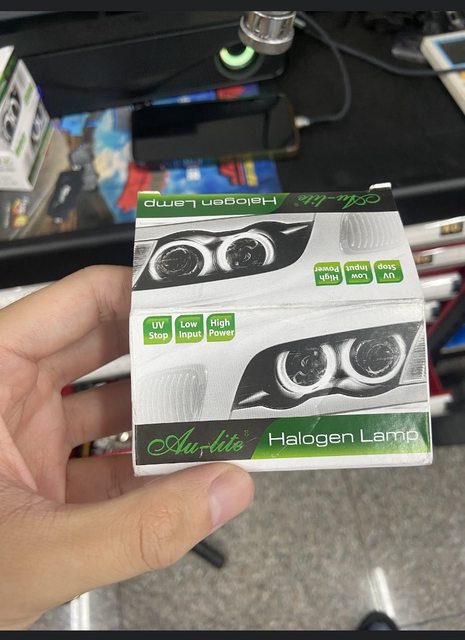 Halogen Lamp
Au-lite
UV Stop
Low Input
High Power
UV
Stop
Low
Input
High
Power
Au-lite
Halogen Lamp